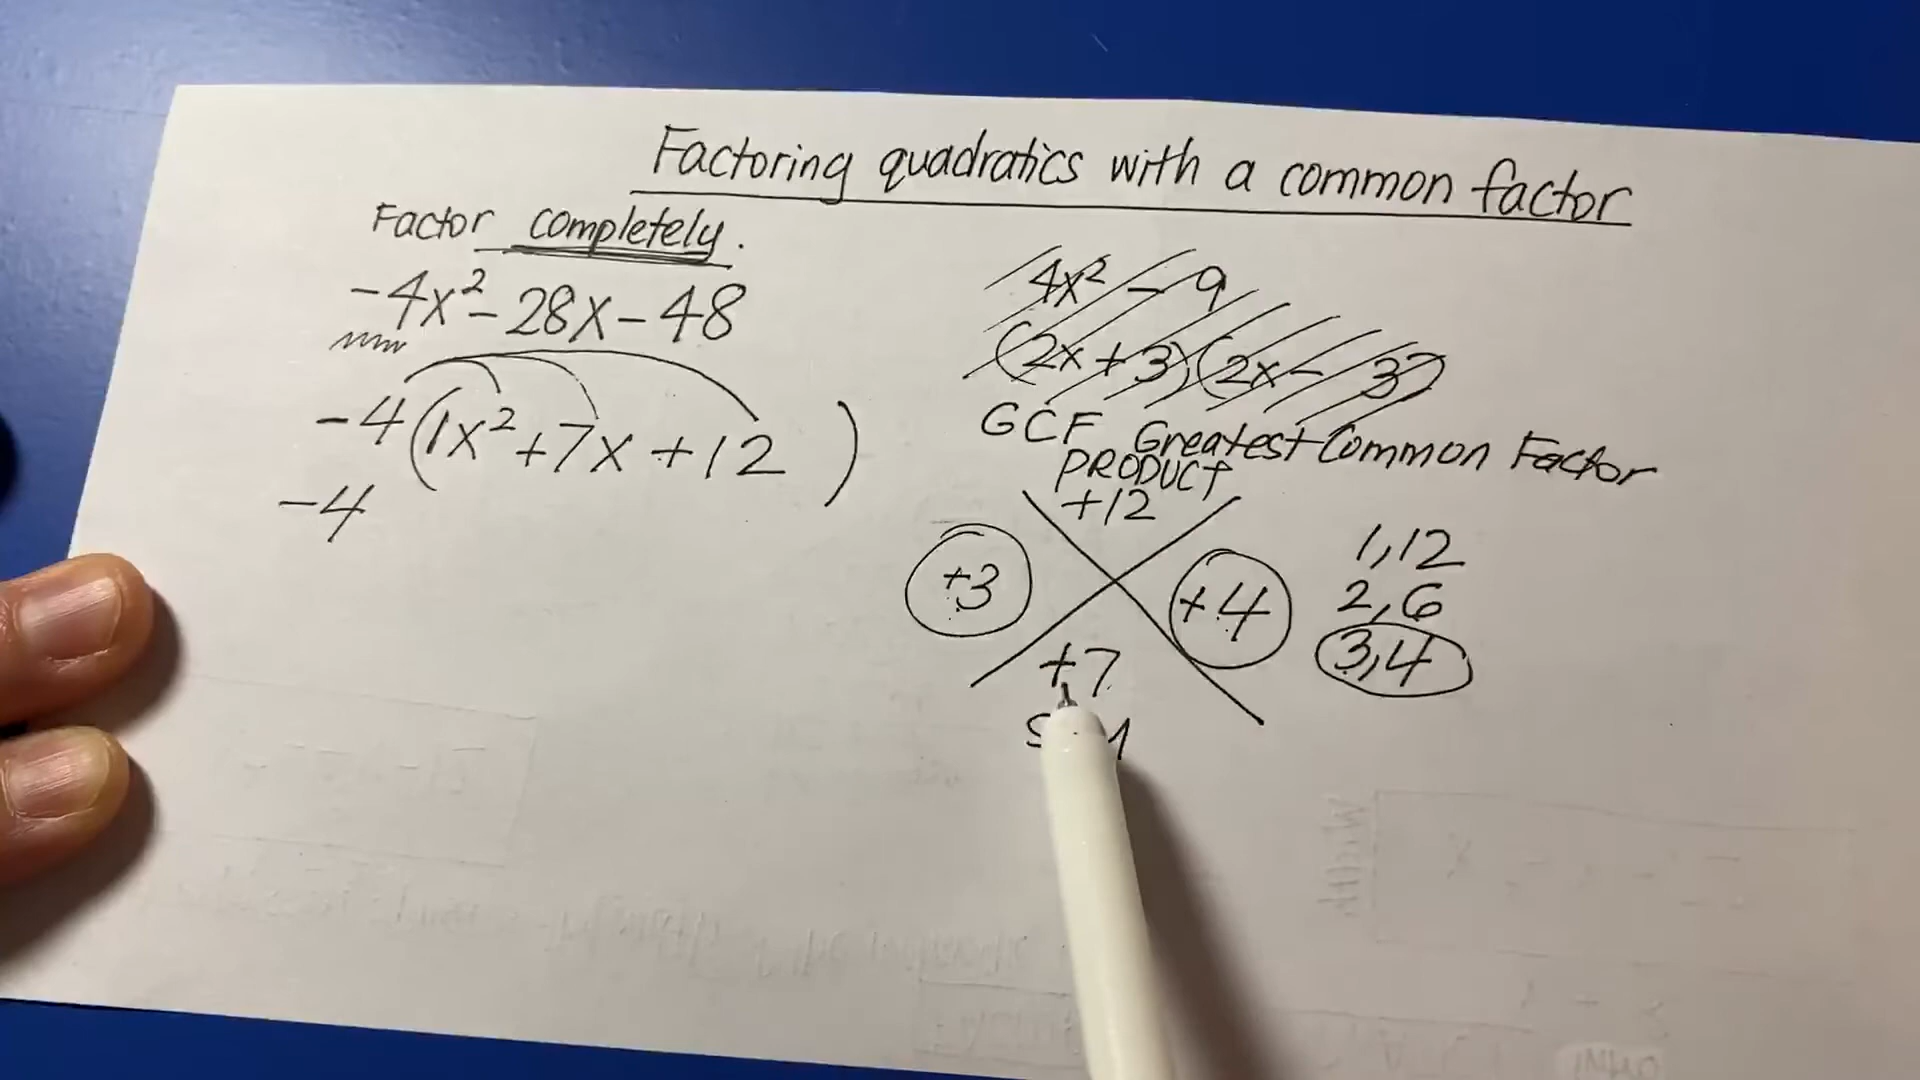 Factoring quadratics with a common factor
Factor completely.
-4x² - 28x - 48
-4(1x² + 7x + 12 )
-4
4x² - 9
(2x + 3)(2x - 3)
GCF Greatest Common Factor
PRODUCT
+12
+3 +4
+7
1,12
2,6
3,4